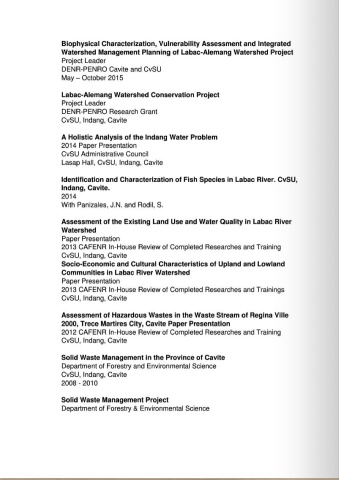 Biophysical Characterization, Vulnerability Assessment and Integrated
Watershed Management Planning of Labac-Alemang Watershed Project
Project Leader
DENR-PENRO Cavite and CvSU
May – October 2015
Labac-Alemang Watershed Conservation Project
Project Leader
DENR-PENRO Research Grant
CvSU, Indang, Cavite
A Holistic Analysis of the Indang Water Problem
2014 Paper Presentation
CvSU Administrative Council
Lasap Hall, CvSU, Indang, Cavite
Identification and Characterization of Fish Species in Labac River. CvSU,
Indang, Cavite.
2014
With Panizales, J.N. and Rodil, S.
Assessment of the Existing Land Use and Water Quality in Labac River
Watershed
Paper Presentation
2013 CAFENR In-House Review of Completed Researches and Training
CvSU, Indang, Cavite
Socio-Economic and Cultural Characteristics of Upland and Lowland
Communities in Labac River Watershed
Paper Presentation
2013 CAFENR In-House Review of Completed Researches and Trainings
CvSU, Indang, Cavite
Assessment of Hazardous Wastes in the Waste Stream of Regina Ville
2000, Trece Martires City, Cavite Paper Presentation
2012 CAFENR In-House Review of Completed Researches and Training
CvSU, Indang, Cavite
Solid Waste Management in the Province of Cavite
Department of Forestry and Environmental Science
CvSU, Indang, Cavite
2008 - 2010
Solid Waste Management Project
Department of Forestry & Environmental Science